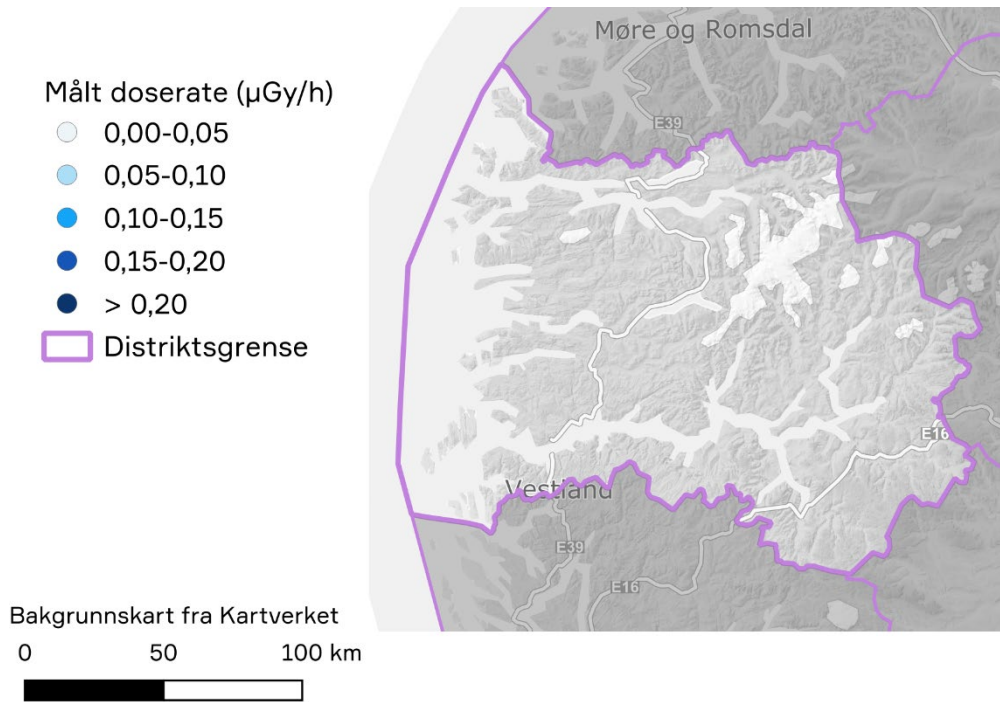 Målt doserate (µGy/h)
0,00-0,05
0,05-0,10
0,10-0,15
0,15-0,20
> 0,20
Distriktsgrense
Bakgrunnskart fra Kartverket
0 50 100 km
Møre og Romsdal
E39
E16
Vestland
E39
E16